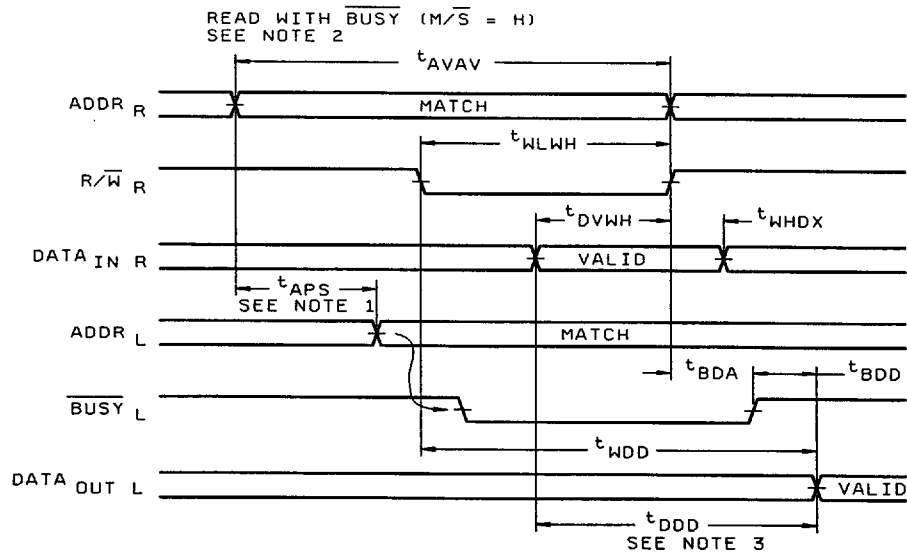 READ WITH BUSY (M/S = H)
SEE NOTE 2
tAVAV
ADDR R
MATCH
tWLWH
R/W R
tDVWH
tWHDX
DATA IN R
VALID
tAPS
SEE NOTE 1
ADDR L
MATCH
tBDA
tBDD
BUSY L
tWDD
DATA OUT L
VALID
tDDD
SEE NOTE 3